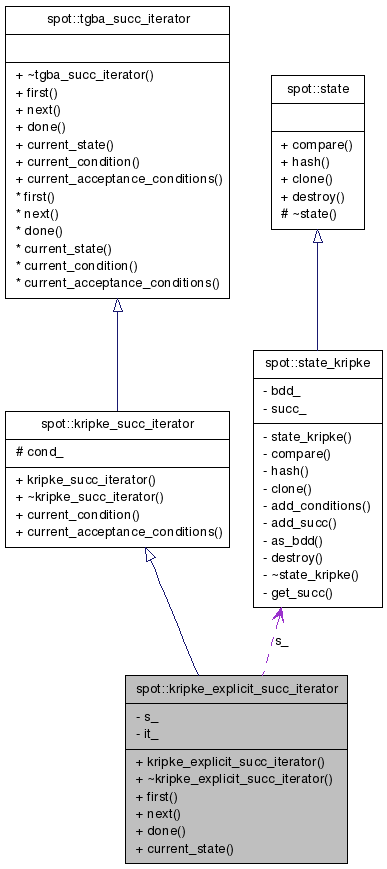 spot::tgba_succ_iterator
+ ~tgba_succ_iterator()
+ first()
+ next()
+ done()
+ current_state()
+ current_condition()
+ current_acceptance_conditions()
* first()
* next()
* done()
* current_state()
* current_condition()
* current_acceptance_conditions()
spot::state
+ compare()
+ hash()
+ clone()
+ destroy()
# ~state()
spot::kripke_succ_iterator
# cond_
+ kripke_succ_iterator()
+ ~kripke_succ_iterator()
+ current_condition()
+ current_acceptance_conditions()
spot::state_kripke
- bdd_
- succ_
- state_kripke()
- compare()
- hash()
- clone()
- add_conditions()
- add_succ()
- as_bdd()
- destroy()
- ~state_kripke()
- get_succ()
s_
spot::kripke_explicit_succ_iterator
- s_
- it_
+ kripke_explicit_succ_iterator()
+ ~kripke_explicit_succ_iterator()
+ first()
+ next()
+ done()
+ current_state()